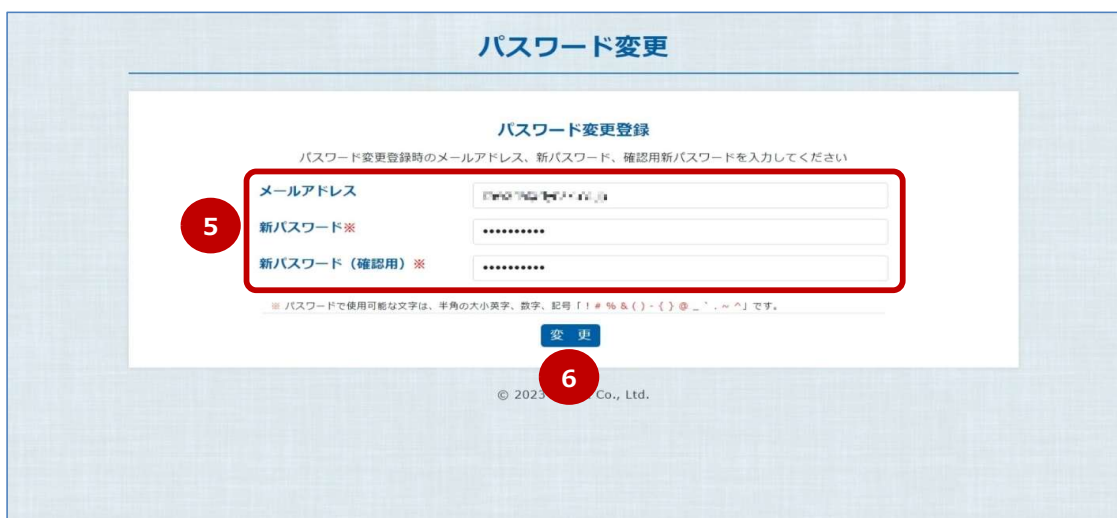 パスワード変更
パスワード変更登録
パスワード変更登録時のメールアドレス、新パスワード、確認用新パスワードを入力してください
メールアドレス
5
新パスワード※
••••••••••
新パスワード（確認用）※
••••••••••
※ パスワードで使用可能な文字は、半角の大小英字、数字、記号「 ! # % & ( ) - { } @ _ ` . ~ ^」です。
変 更
6
© 2023 Co., Ltd.